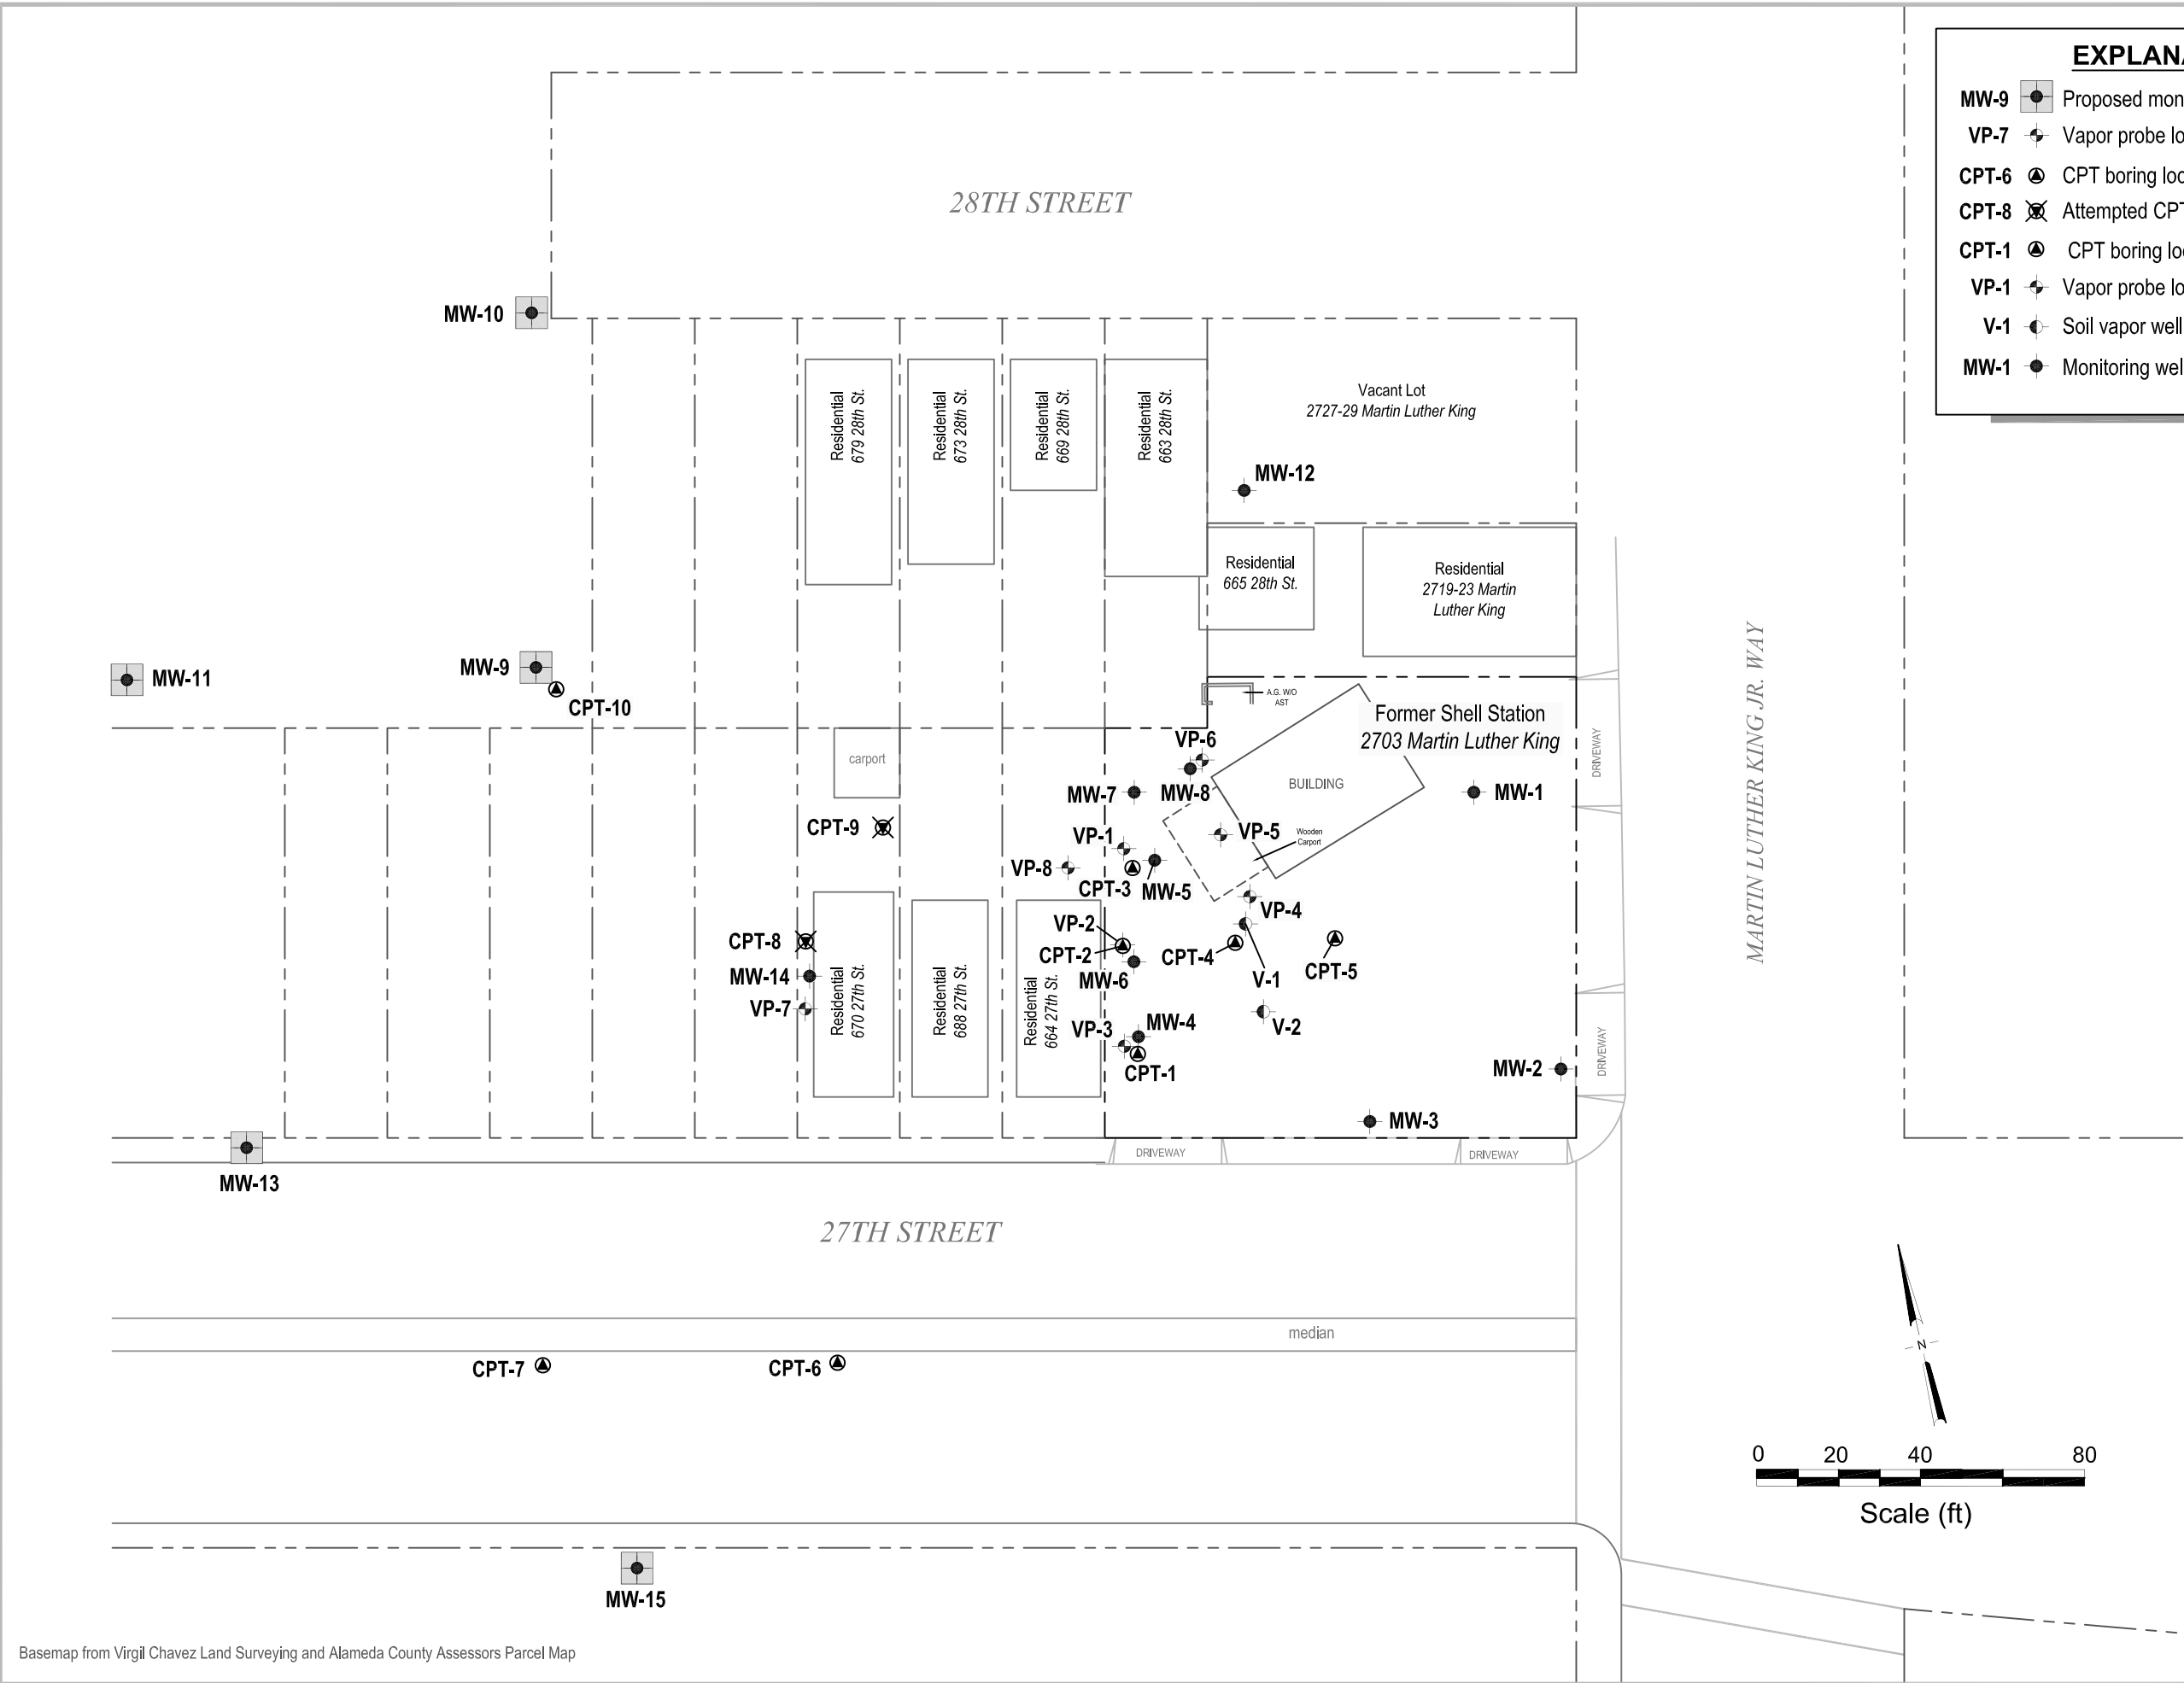 EXPLANA
MW-9 Proposed mon
VP-7 Vapor probe lo
CPT-6 CPT boring loc
CPT-8 Attempted CPT
CPT-1 CPT boring loc
VP-1 Vapor probe lo
V-1 Soil vapor well
MW-1 Monitoring wel
28TH STREET
MW-10
Residential
679 28th St.
Residential
673 28th St.
Residential
669 28th St.
Residential
663 28th St.
Vacant Lot
2727-29 Martin Luther King
MW-12
Residential
665 28th St.
Residential
2719-23 Martin
Luther King
MARTIN LUTHER KING JR. WAY
MW-11
MW-9
CPT-10
A.G. W/O
AST
Former Shell Station
2703 Martin Luther King
DRIVEWAY
VP-6
carport
BUILDING
MW-7
MW-8
MW-1
CPT-9
VP-1
VP-5
Wooden
Carport
VP-8
CPT-3
MW-5
VP-4
VP-2
CPT-8
CPT-2
CPT-4
CPT-5
MW-14
MW-6
V-1
VP-7
Residential
670 27th St.
Residential
688 27th St.
Residential
664 27th St.
VP-3
MW-4
V-2
CPT-1
MW-2
DRIVEWAY
MW-3
DRIVEWAY
DRIVEWAY
MW-13
27TH STREET
median
CPT-7
CPT-6
N
0 20 40 80
Scale (ft)
MW-15
Basemap from Virgil Chavez Land Surveying and Alameda County Assessors Parcel Map